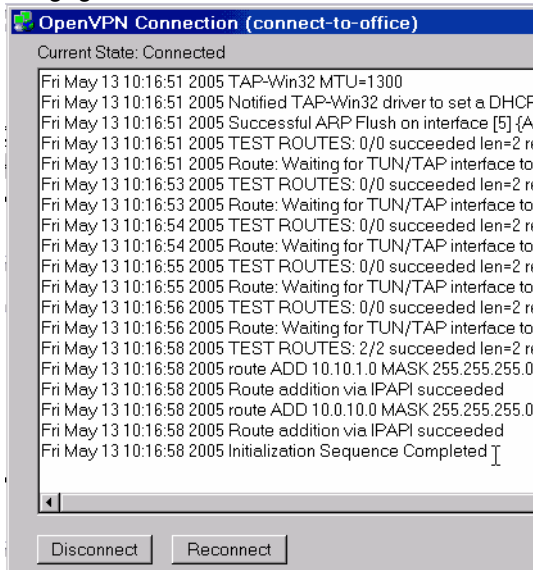 OpenVPN Connection (connect-to-office)
Current State: Connected
Fri May 13 10:16:51 2005 TAP-Win32 MTU=1300
Fri May 13 10:16:51 2005 Notified TAP-Win32 driver to set a DHCP
Fri May 13 10:16:51 2005 Successful ARP Flush on interface [5] {A
Fri May 13 10:16:51 2005 TEST ROUTES: 0/0 succeeded len=2 re
Fri May 13 10:16:51 2005 Route: Waiting for TUN/TAP interface to
Fri May 13 10:16:53 2005 TEST ROUTES: 0/0 succeeded len=2 re
Fri May 13 10:16:53 2005 Route: Waiting for TUN/TAP interface to
Fri May 13 10:16:54 2005 TEST ROUTES: 0/0 succeeded len=2 re
Fri May 13 10:16:54 2005 Route: Waiting for TUN/TAP interface to
Fri May 13 10:16:55 2005 TEST ROUTES: 0/0 succeeded len=2 re
Fri May 13 10:16:55 2005 Route: Waiting for TUN/TAP interface to
Fri May 13 10:16:56 2005 TEST ROUTES: 0/0 succeeded len=2 re
Fri May 13 10:16:56 2005 Route: Waiting for TUN/TAP interface to
Fri May 13 10:16:58 2005 TEST ROUTES: 2/2 succeeded len=2 re
Fri May 13 10:16:58 2005 route ADD 10.10.1.0 MASK 255.255.255.0
Fri May 13 10:16:58 2005 Route addition via IPAPI succeeded
Fri May 13 10:16:58 2005 route ADD 10.0.10.0 MASK 255.255.255.0
Fri May 13 10:16:58 2005 Route addition via IPAPI succeeded
Fri May 13 10:16:58 2005 Initialization Sequence Completed
Disconnect Reconnect